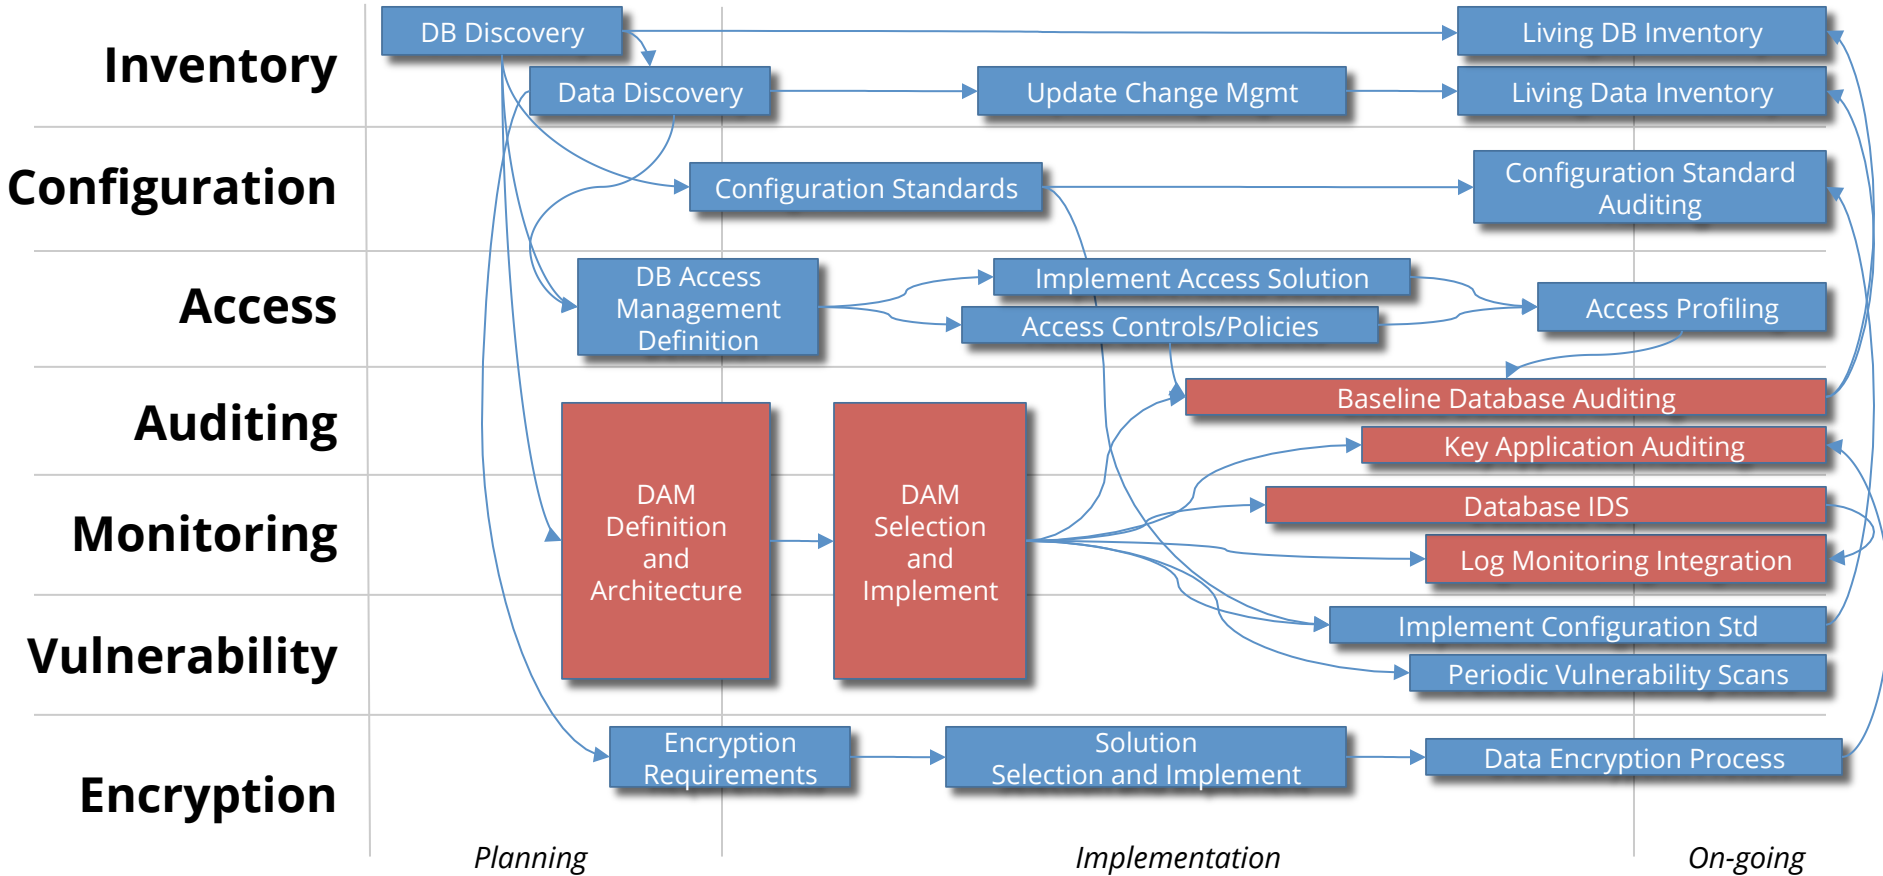 Inventory
DB Discovery
Living DB Inventory
Data Discovery
Update Change Mgmt
Living Data Inventory
Configuration
Configuration Standards
Configuration Standard
Auditing
Access
DB Access
Management
Definition
Implement Access Solution
Access Controls/Policies
Access Profiling
Auditing
Baseline Database Auditing
Key Application Auditing
Monitoring
DAM
Definition
and
Architecture
DAM
Selection
and
Implement
Database IDS
Log Monitoring Integration
Vulnerability
Implement Configuration Std
Periodic Vulnerability Scans
Encryption
Encryption
Requirements
Solution
Selection and Implement
Data Encryption Process
Planning
Implementation
On-going